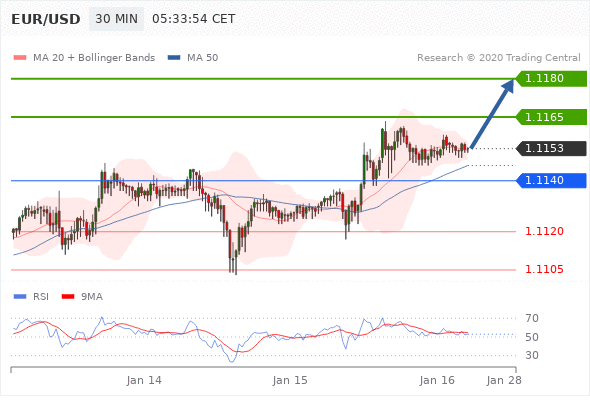 EUR/USD 30 MIN 05:33:54 CET
MA 20 + Bollinger Bands MA 50 Research © 2020 Trading Central
1.1180
1.1165
1.1153
1.1140
1.1120
1.1105
RSI 9MA
70
50
30
Jan 14 Jan 15 Jan 16 Jan 28